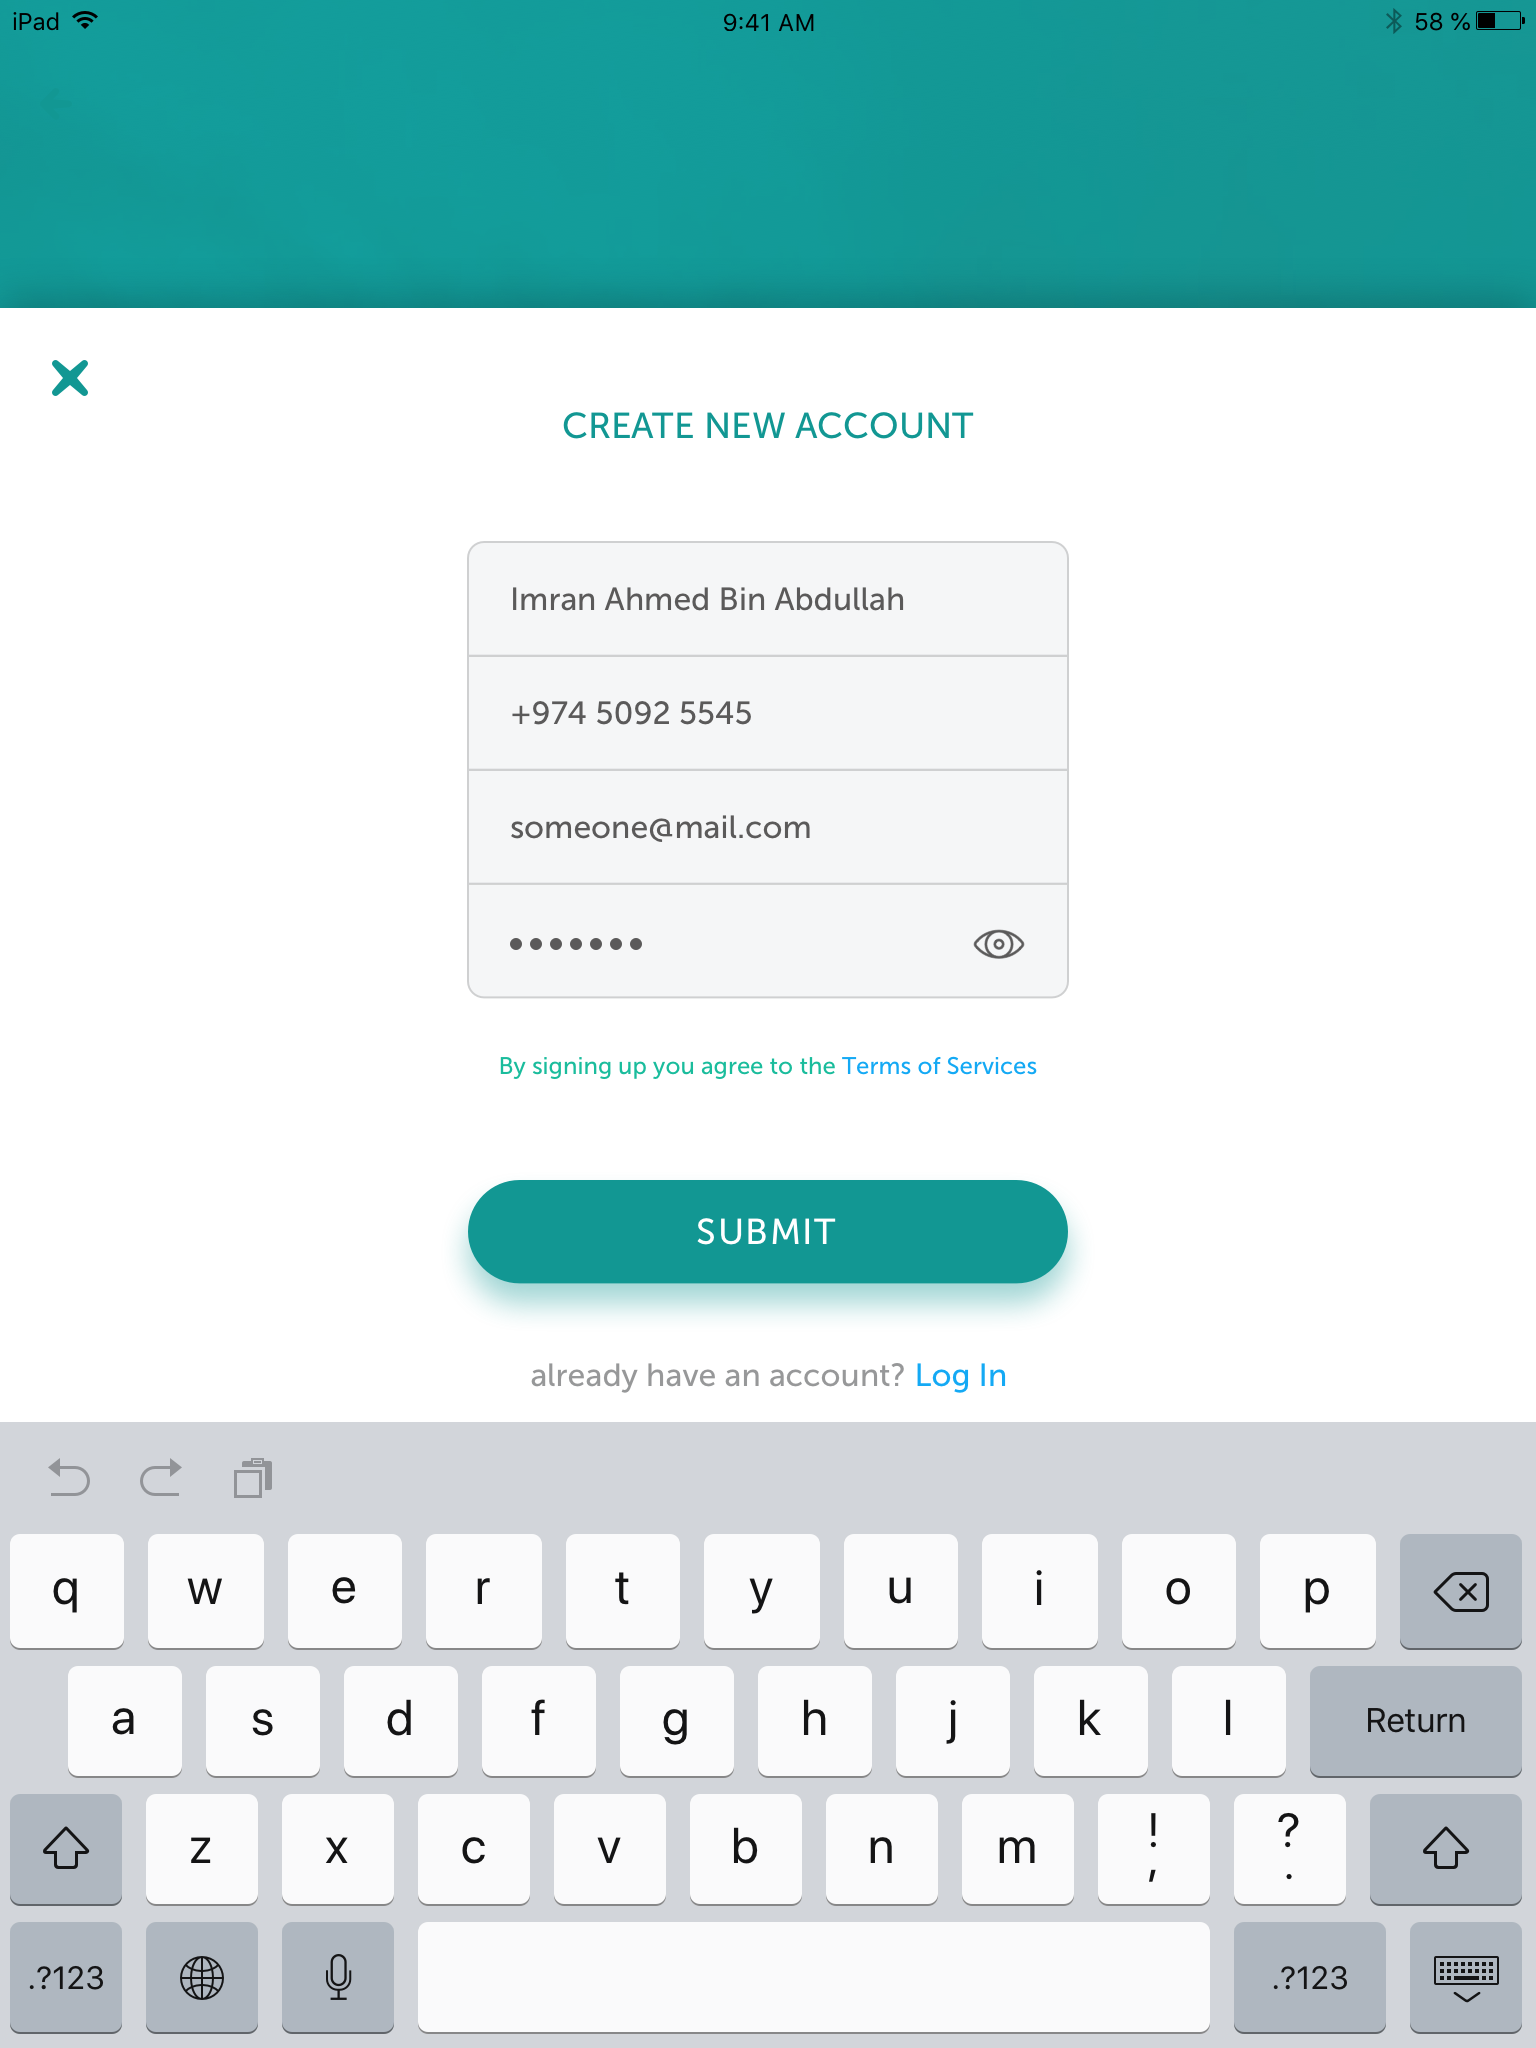 iPad 9:41 AM 58 %
CREATE NEW ACCOUNT
Imran Ahmed Bin Abdullah
+974 5092 5545
someone@mail.com
•••••••
By signing up you agree to the Terms of Services
SUBMIT
already have an account? Log In
q w e r t y u i o p
a s d f g h j k l Return
z x c v b n m ! , ? .
.?123 .?123